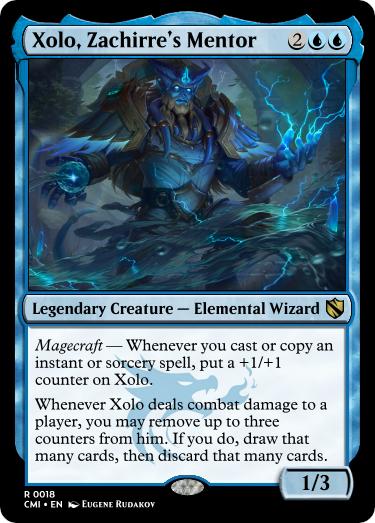 Xolo, Zachirre's Mentor 2
Legendary Creature — Elemental Wizard
Magecraft — Whenever you cast or copy an
instant or sorcery spell, put a +1/+1
counter on Xolo.
Whenever Xolo deals combat damage to a
player, you may remove up to three
counters from him. If you do, draw that
many cards, then discard that many cards.
1/3
R 0018
CMI • EN Eugene Rudakov